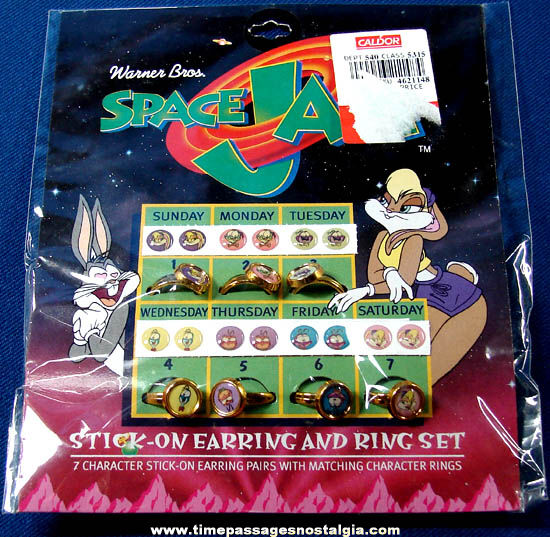 CALDOR
DEPT 540 CLASS 5315
4621148
PRICE
Warner Bros.
SPACE JAM
TM
SUNDAY MONDAY TUESDAY
1 2 3
WEDNESDAY THURSDAY FRIDAY SATURDAY
4 5 6 7
STICK-ON EARRING AND RING SET
7 CHARACTER STICK-ON EARRING PAIRS WITH MATCHING CHARACTER RINGS
www.timepassagesnostalgia.com